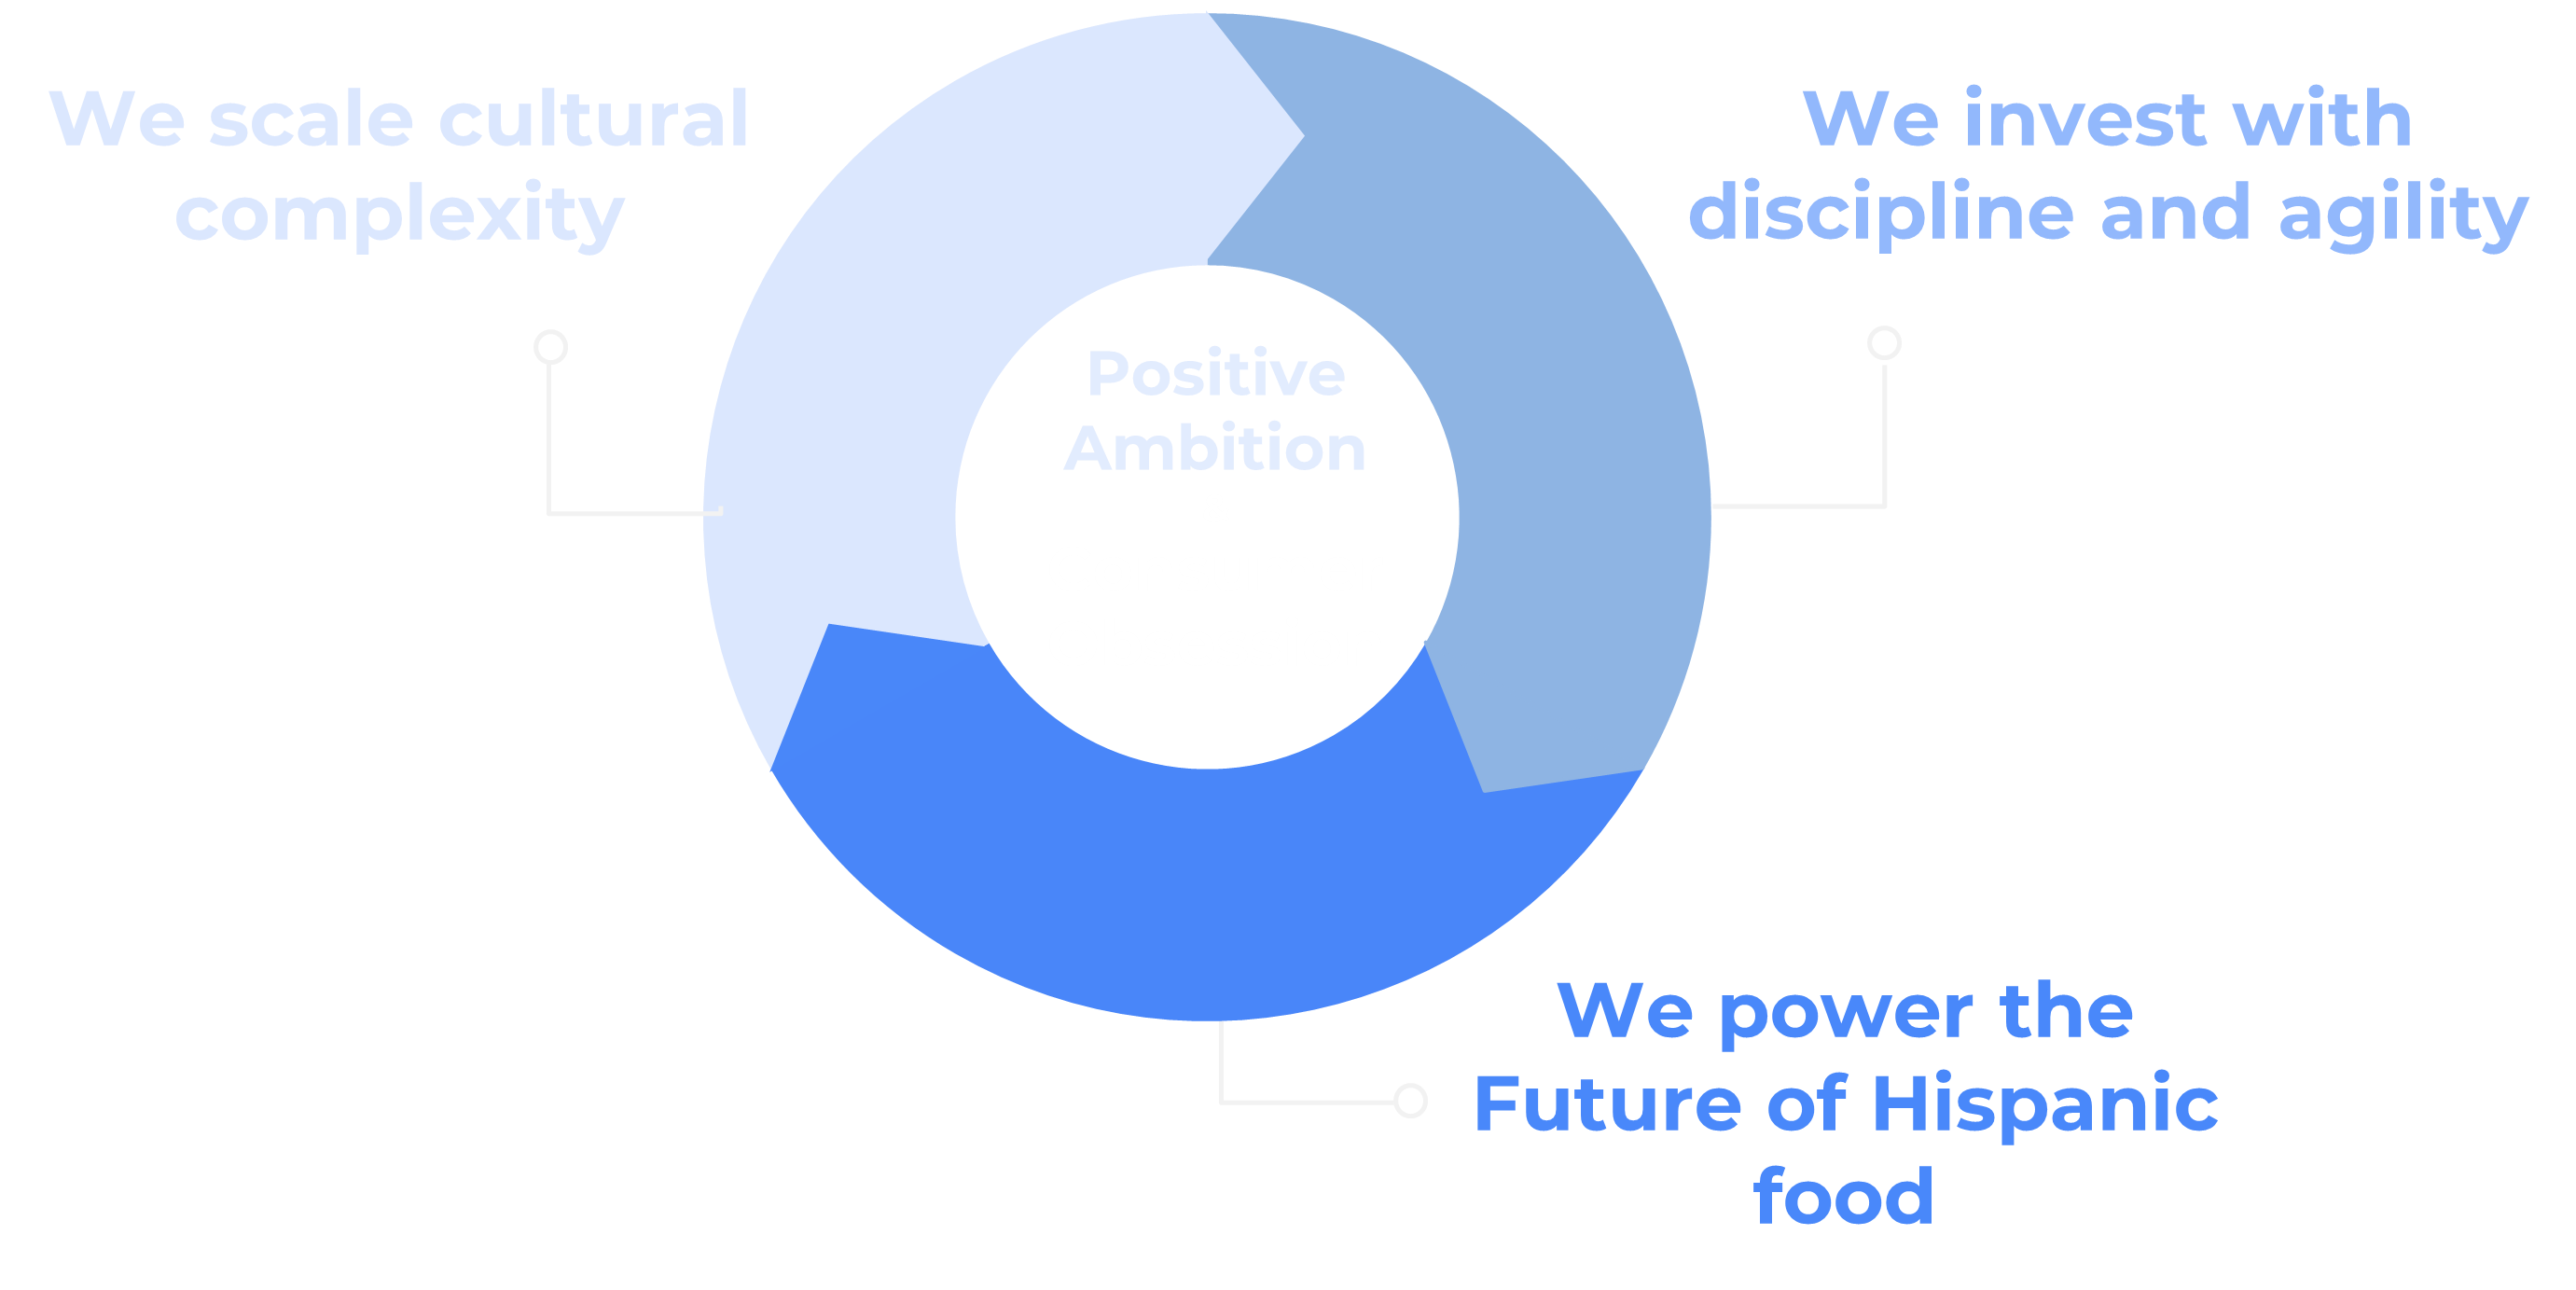 We scale cultural
complexity
We invest with
discipline and agility
Positive
Ambition
We power the
Future of Hispanic
food